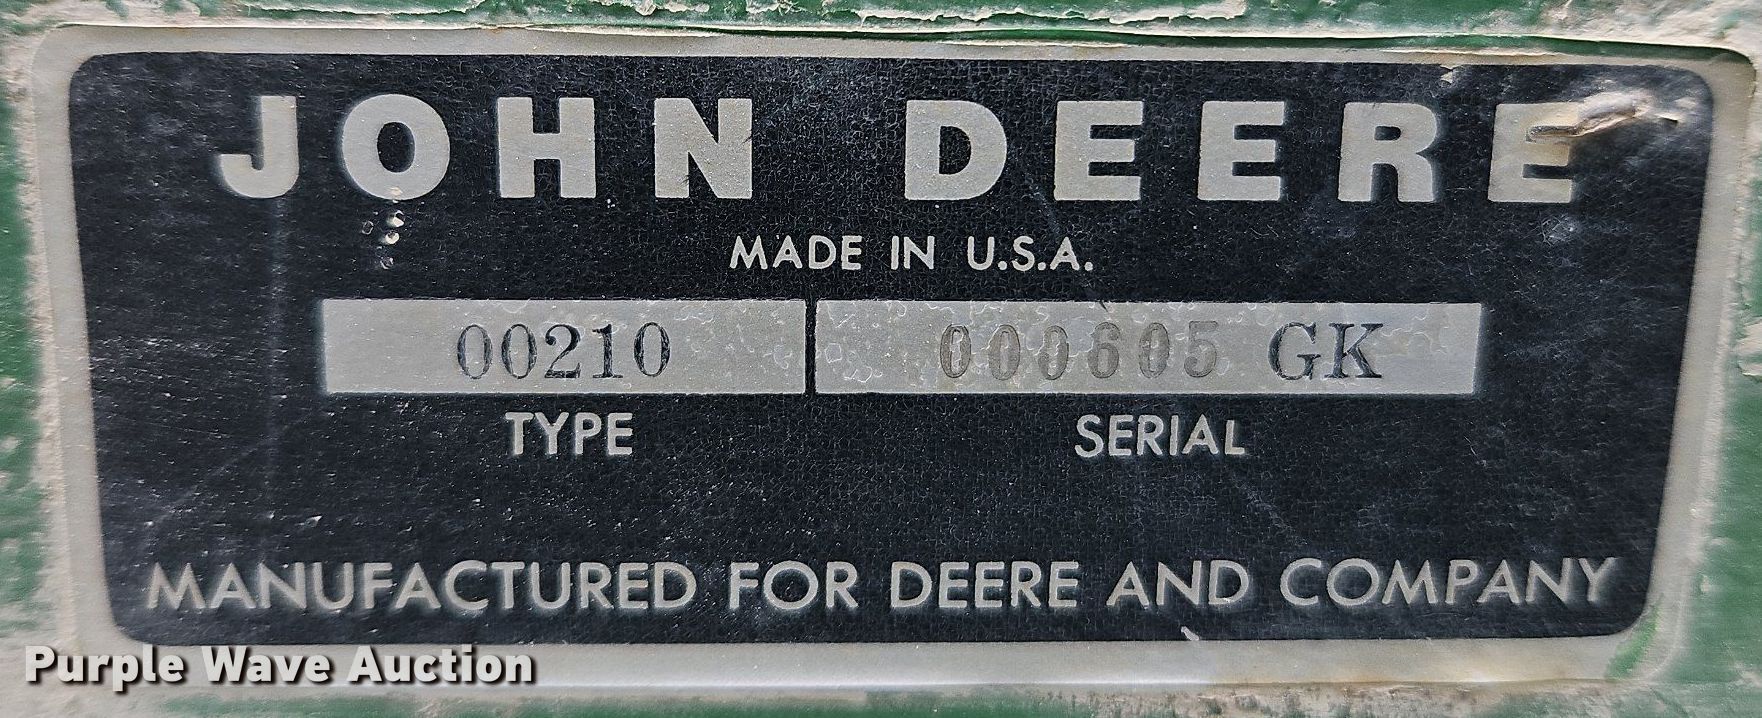 JOHN DEERE
MADE IN U.S.A.
00210 000605 GK
TYPE SERIAL
MANUFACTURED FOR DEERE AND COMPANY
Purple Wave Auction